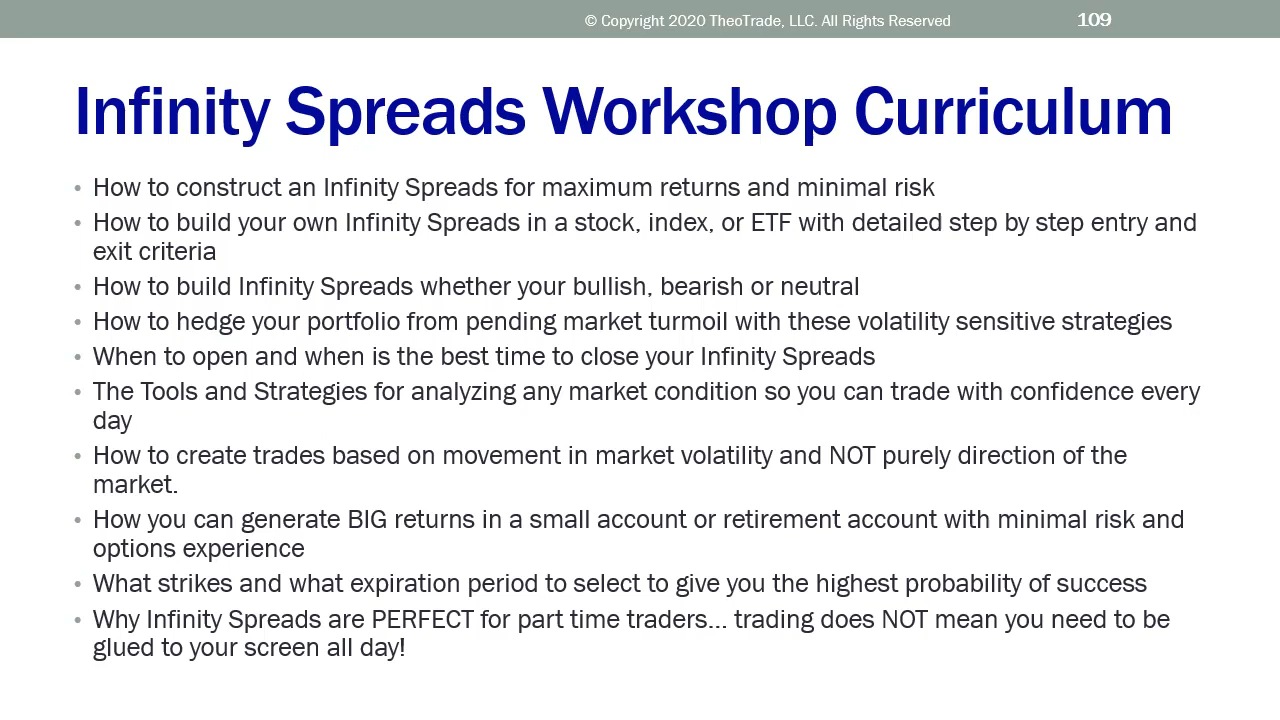 © Copyright 2020 TheoTrade, LLC. All Rights Reserved 109
Infinity Spreads Workshop Curriculum
• How to construct an Infinity Spreads for maximum returns and minimal risk
• How to build your own Infinity Spreads in a stock, index, or ETF with detailed step by step entry and
exit criteria
• How to build Infinity Spreads whether your bullish, bearish or neutral
• How to hedge your portfolio from pending market turmoil with these volatility sensitive strategies
• When to open and when is the best time to close your Infinity Spreads
• The Tools and Strategies for analyzing any market condition so you can trade with confidence every
day
• How to create trades based on movement in market volatility and NOT purely direction of the
market.
• How you can generate BIG returns in a small account or retirement account with minimal risk and
options experience
• What strikes and what expiration period to select to give you the highest probability of success
• Why Infinity Spreads are PERFECT for part time traders... trading does NOT mean you need to be
glued to your screen all day!